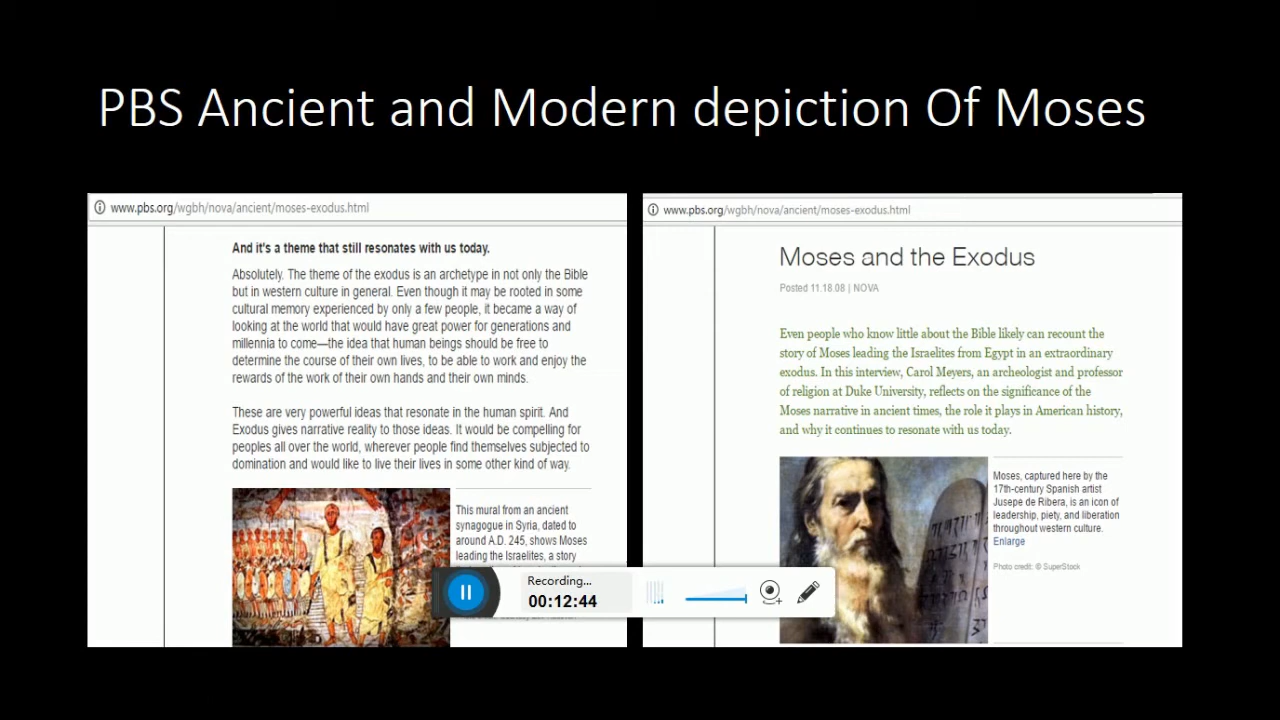 PBS Ancient and Modern depiction Of Moses
www.pbs.org/wgbh/nova/ancient/moses-exodus.html
And it's a theme that still resonates with us today.
Absolutely. The theme of the exodus is an archetype in not only the Bible
but in western culture in general. Even though it may be rooted in some
cultural memory experienced by only a few people, it became a way of
looking at the world that would have great power for generations and
millennia to come—the idea that human beings should be free to
determine the course of their own lives, to be able to work and enjoy the
rewards of the work of their own hands and their own minds.
These are very powerful ideas that resonate in the human spirit. And
Exodus gives narrative reality to those ideas. It would be compelling for
peoples all over the world, wherever people find themselves subjected to
domination and would like to live their lives in some other kind of way.
This mural from an ancient
synagogue in Syria, dated to
around A.D. 245, shows Moses
leading the Israelites, a story
www.pbs.org/wgbh/nova/ancient/moses-exodus.html
Moses and the Exodus
Posted 11.18.08 | NOVA
Even people who know little about the Bible likely can recount the
story of Moses leading the Israelites from Egypt in an extraordinary
exodus. In this interview, Carol Meyers, an archeologist and professor
of religion at Duke University, reflects on the significance of the
Moses narrative in ancient times, the role it plays in American history,
and why it continues to resonate with us today.
Moses, captured here by the
17th-century Spanish artist
Jusepe de Ribera, is an icon of
leadership, piety, and liberation
throughout western culture.
Enlarge
Photo credit: © SuperStock
Recording...
00:12:44